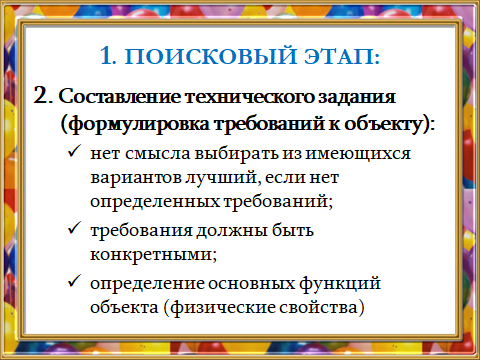 1. ПОИСКОВЫЙ ЭТАП:
2. Составление технического задания
(формулировка требований к объекту):
✓ нет смысла выбирать из имеющихся
вариантов лучший, если нет
определенных требований;
✓ требования должны быть
конкретными;
✓ определение основных функций
объекта (физические свойства)